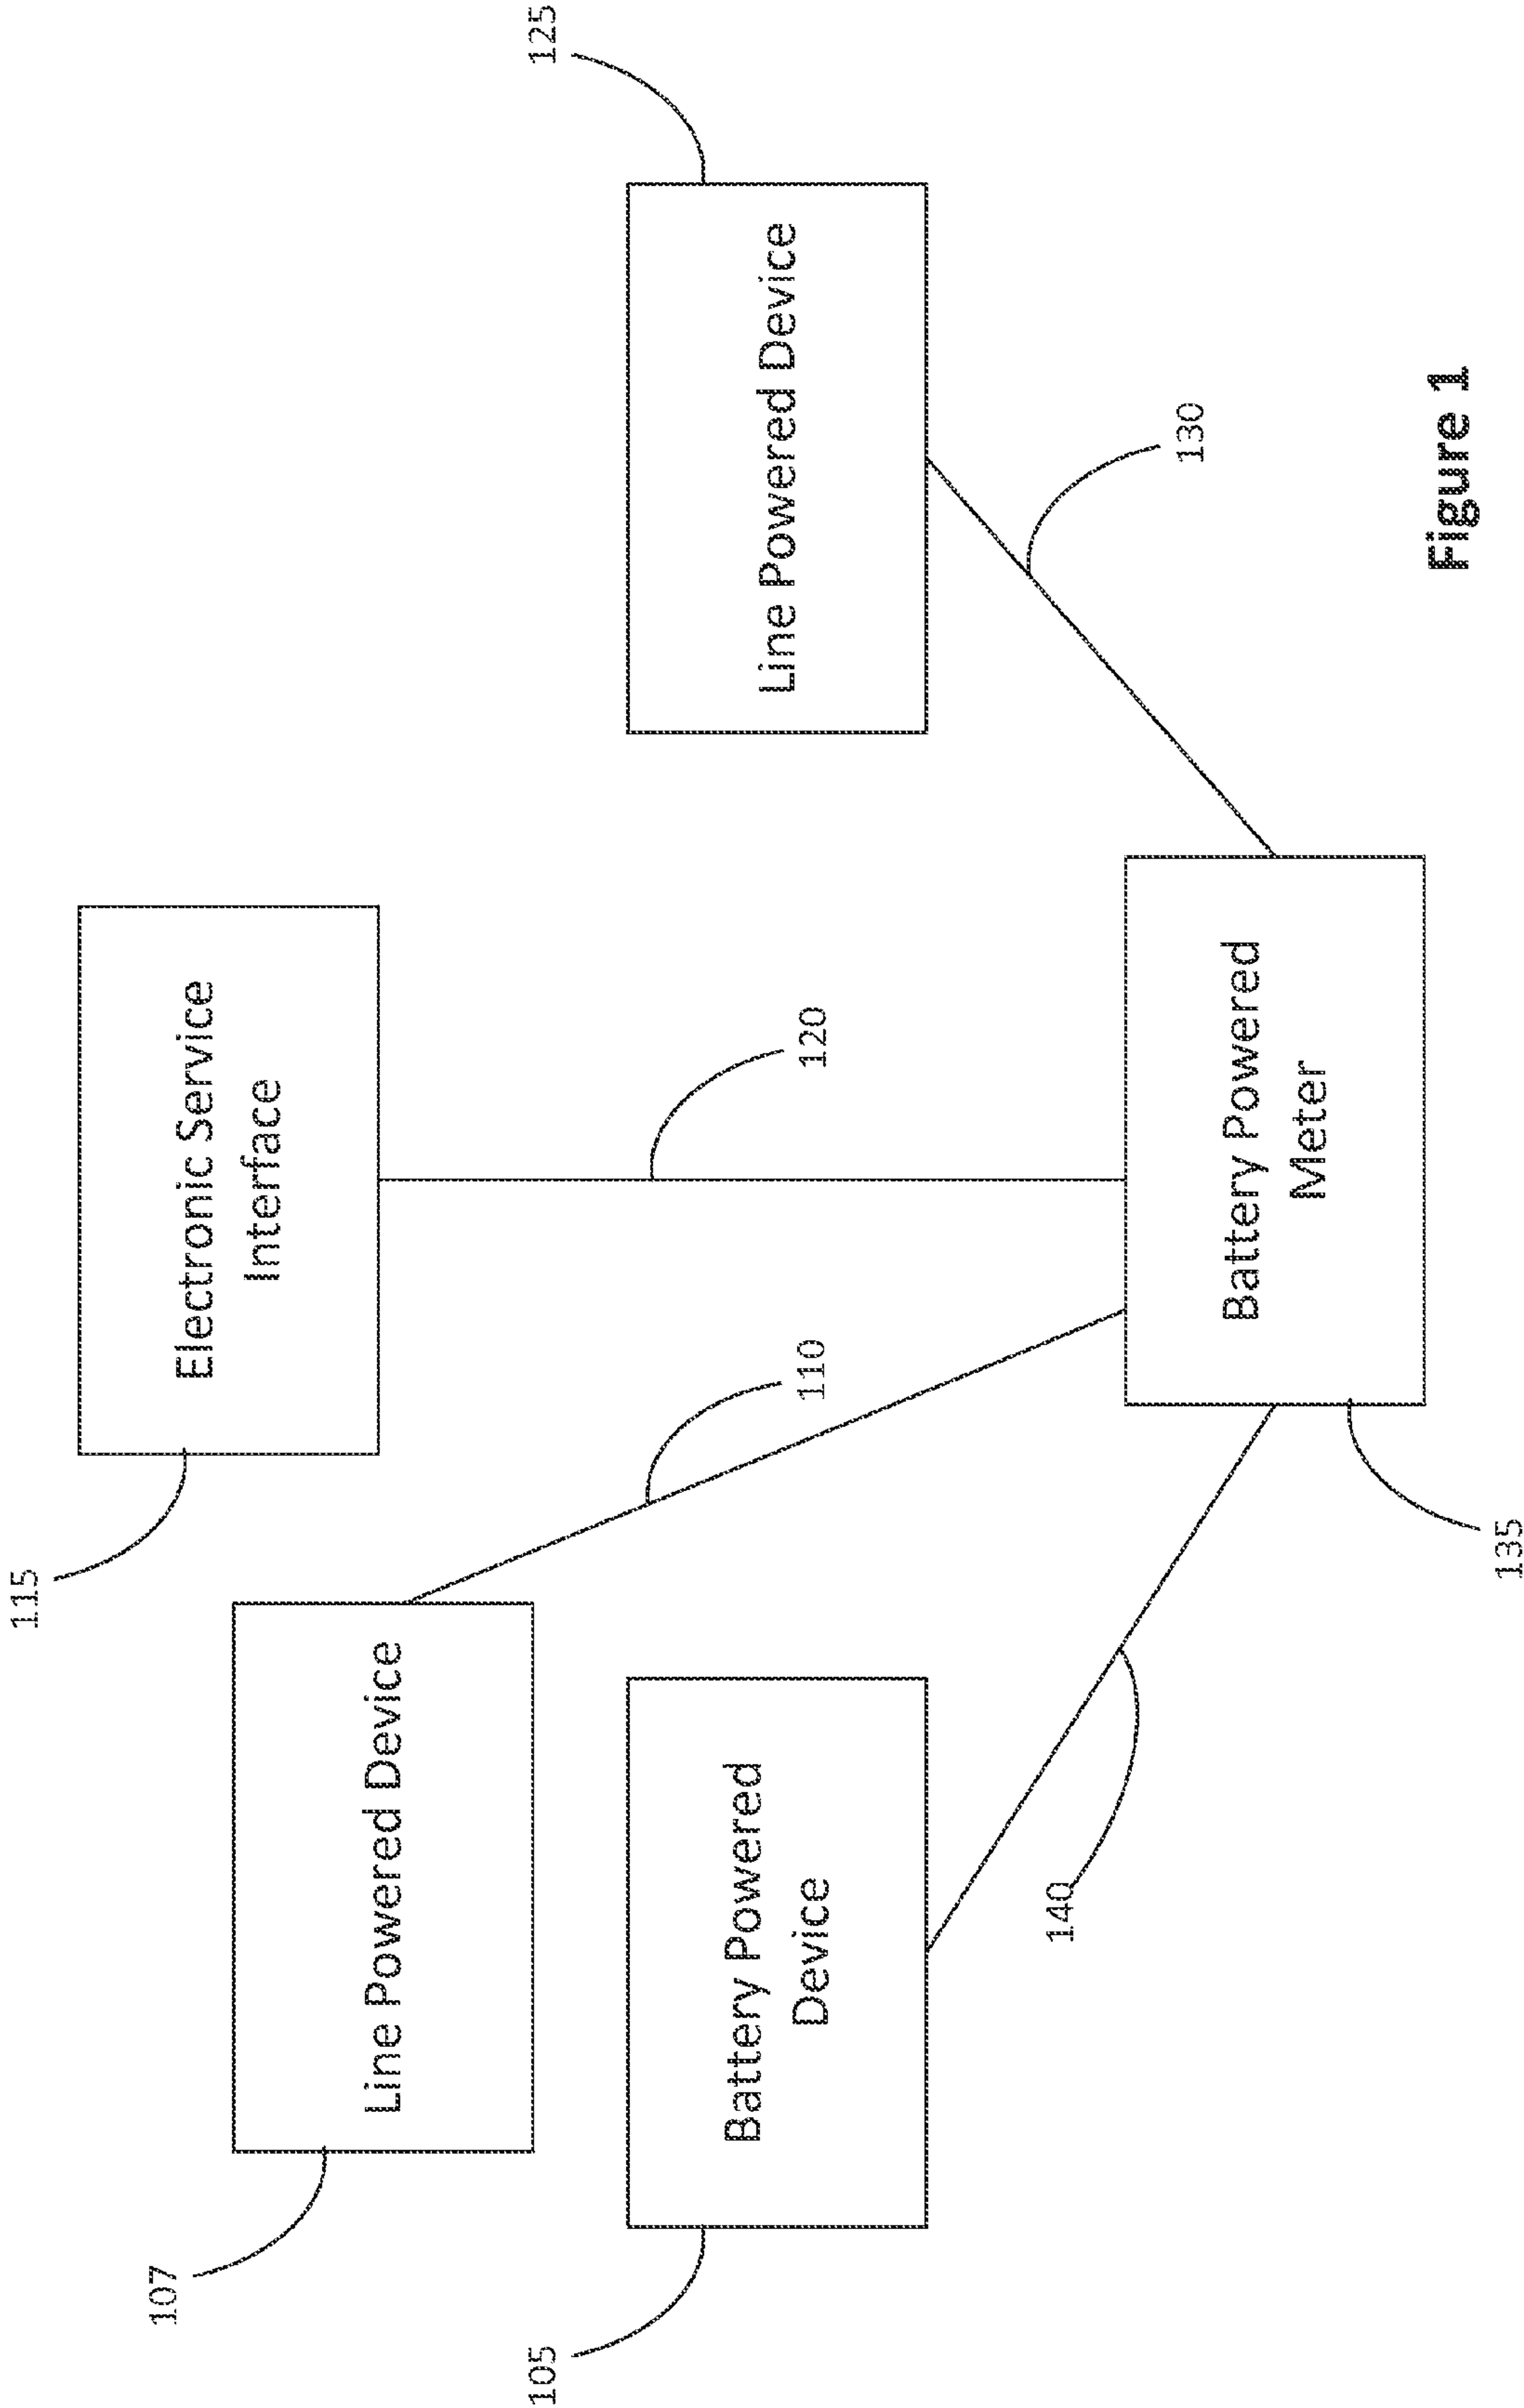 115
Electronic Service
Interface
107
Line Powered Device
110
120
105
Battery Powered
Device
125
Line Powered Device
140
130
Battery Powered
Meter
135
Figure 1